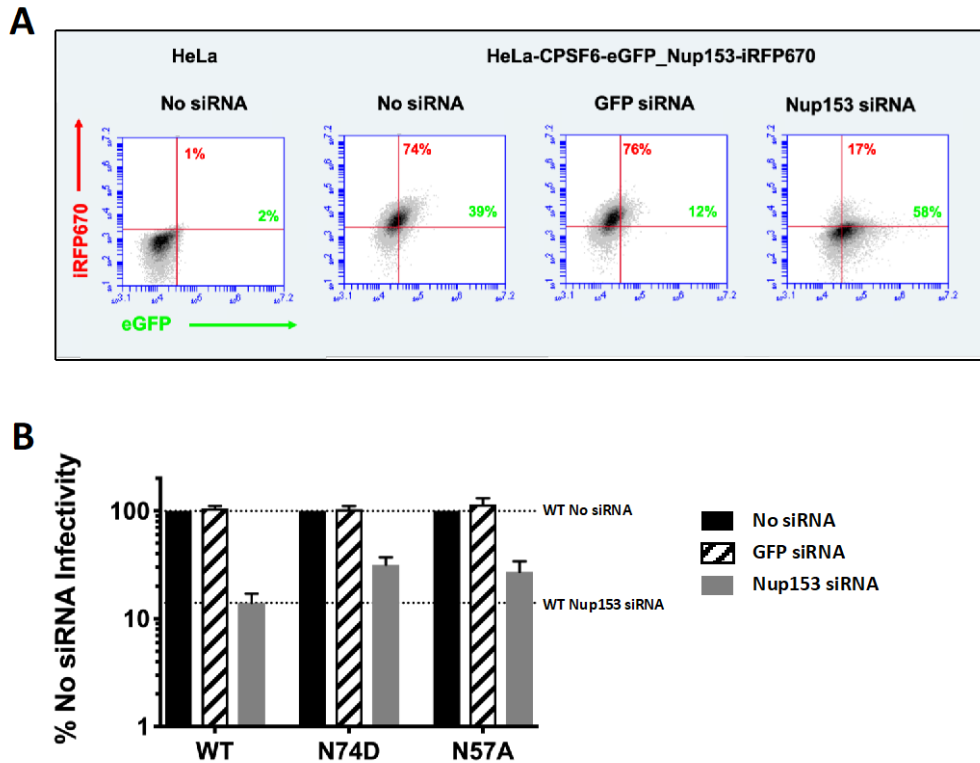 A
HeLa
HeLa-CPSF6-eGFP_Nup153-iRFP670
No siRNA
No siRNA
GFP siRNA
Nup153 siRNA
iRFP670
1%
2%
74%
39%
76%
12%
17%
58%
eGFP
B
% No siRNA Infectivity
100
10
1
WT No siRNA
WT Nup153 siRNA
No siRNA
GFP siRNA
Nup153 siRNA
WT
N74D
N57A